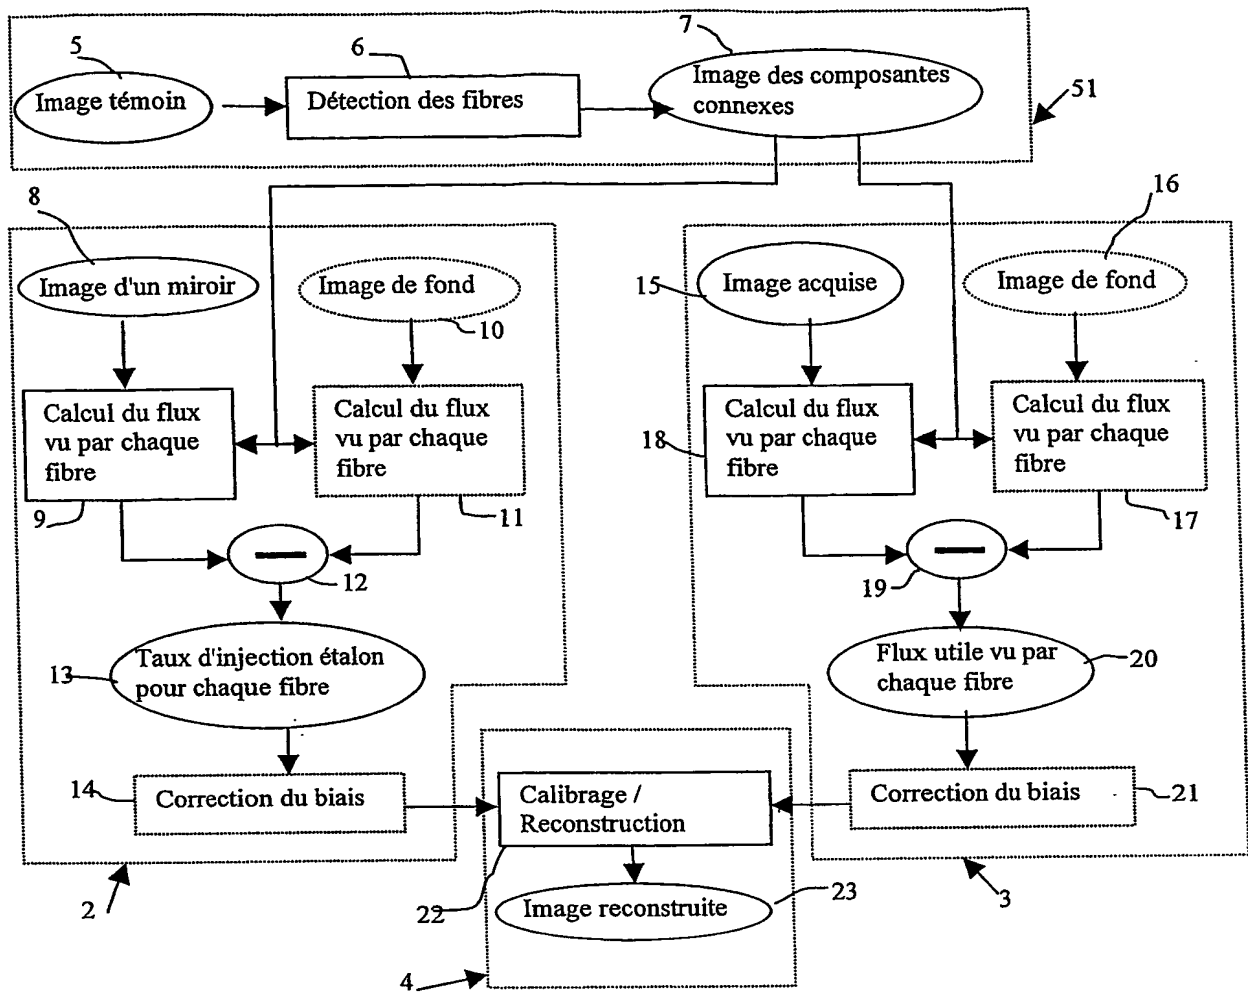 5
6
7
Image témoin
Détection des fibres
Image des composantes
connexes
51
8
Image d'un miroir
Image de fond
10
Calcul du flux
vu par chaque
fibre
9
Calcul du flux
vu par chaque
fibre
11
12
13
Taux d'injection étalon
pour chaque fibre
14
Correction du biais
2
16
15
Image acquise
Image de fond
18
Calcul du flux
vu par chaque
fibre
Calcul du flux
vu par chaque
fibre
17
19
Flux utile vu par
chaque fibre
20
Correction du biais
21
3
Calibrage /
Reconstruction
22
Image reconstruite
23
4